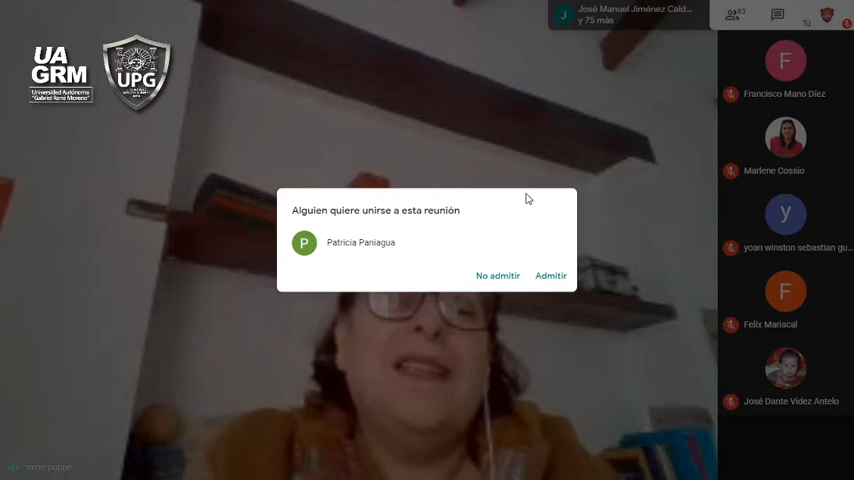 José Manuel Jiménez Cald...
y 75 más
83
Tú
UA
GRM
Universidad Autónoma
"Gabriel René Moreno"
UPG
F
Francisco Mano Díez
Marlene Cossio
Alguien quiere unirse a esta reunión
P
Patricia Paniagua
No admitir
Admitir
y
yoan winston sebastian gu...
F
Felix Mariscal
José Dante Vídez Antelo
irene poppe